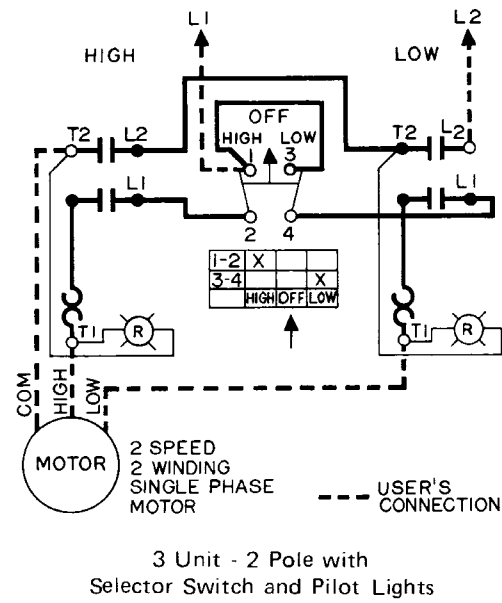 L1
L2
HIGH
LOW
OFF
T2
L2
HIGH
LOW
T2
L2
1
3
L1
L1
2
4
1-2 X
3-4 X
HIGH OFF LOW
T1
R
T1
R
COM
HIGH
LOW
MOTOR
2 SPEED
2 WINDING
SINGLE PHASE
MOTOR
USER'S
CONNECTION
3 Unit - 2 Pole with
Selector Switch and Pilot Lights